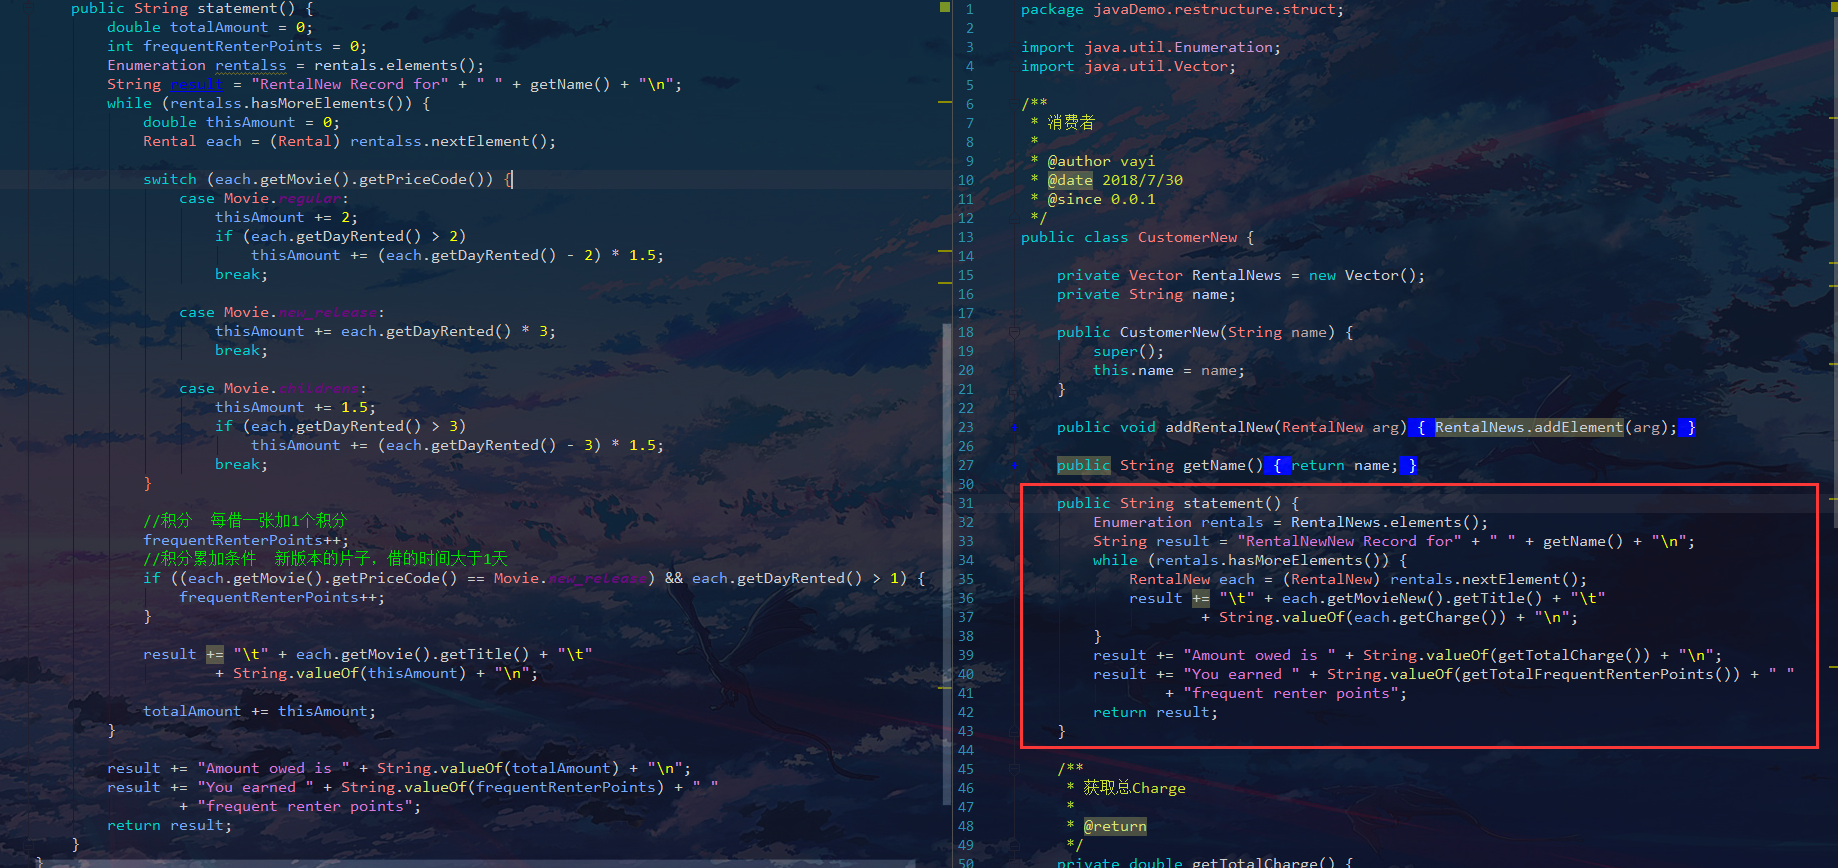 public String statement() {
double totalAmount = 0;
int frequentRenterPoints = 0;
Enumeration rentalss = rentals.elements();
String result = "RentalNew Record for" + " " + getName() + "\n";
while (rentalss.hasMoreElements()) {
double thisAmount = 0;
Rental each = (Rental) rentalss.nextElement();
switch (each.getMovie().getPriceCode()) {
case Movie.regular:
thisAmount += 2;
if (each.getDayRented() > 2)
thisAmount += (each.getDayRented() - 2) * 1.5;
break;
case Movie.new_release:
thisAmount += each.getDayRented() * 3;
break;
case Movie.childrens:
thisAmount += 1.5;
if (each.getDayRented() > 3)
thisAmount += (each.getDayRented() - 3) * 1.5;
break;
}
//积分  每借一张加1个积分
frequentRenterPoints++;
//积分累加条件  新版本的片子，借的时间大于1天
if ((each.getMovie().getPriceCode() == Movie.new_release) && each.getDayRented() > 1) {
frequentRenterPoints++;
}
result += "\t" + each.getMovie().getTitle() + "\t"
+ String.valueOf(thisAmount) + "\n";
totalAmount += thisAmount;
}
result += "Amount owed is " + String.valueOf(totalAmount) + "\n";
result += "You earned " + String.valueOf(frequentRenterPoints) + " "
+ "frequent renter points";
return result;
}
}
1 package javaDemo.restructure.struct;
2
3 import java.util.Enumeration;
4 import java.util.Vector;
5
6 /**
7 * 消费者
8 *
9 * @author vayi
10 * @date 2018/7/30
11 * @since 0.0.1
12 */
13 public class CustomerNew {
14
15 private Vector RentalNews = new Vector();
16 private String name;
17
18 public CustomerNew(String name) {
19 super();
20 this.name = name;
21 }
22
23 public void addRentalNew(RentalNew arg) { RentalNews.addElement(arg); }
26
27 public String getName() { return name; }
30
31 public String statement() {
32 Enumeration rentals = RentalNews.elements();
33 String result = "RentalNewNew Record for" + " " + getName() + "\n";
34 while (rentals.hasMoreElements()) {
35 RentalNew each = (RentalNew) rentals.nextElement();
36 result += "\t" + each.getMovieNew().getTitle() + "\t"
37 + String.valueOf(each.getCharge()) + "\n";
38 }
39 result += "Amount owed is " + String.valueOf(getTotalCharge()) + "\n";
40 result += "You earned " + String.valueOf(getTotalFrequentRenterPoints()) + " "
41 + "frequent renter points";
42 return result;
43 }
44
45 /**
46 * 获取总Charge
47 *
48 * @return
49 */
50 private double getTotalCharge() {